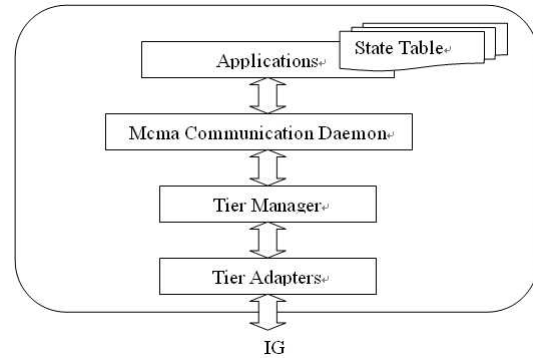 State Table
Applications
Mcma Communication Daemon
Tier Manager
Tier Adapters
IG